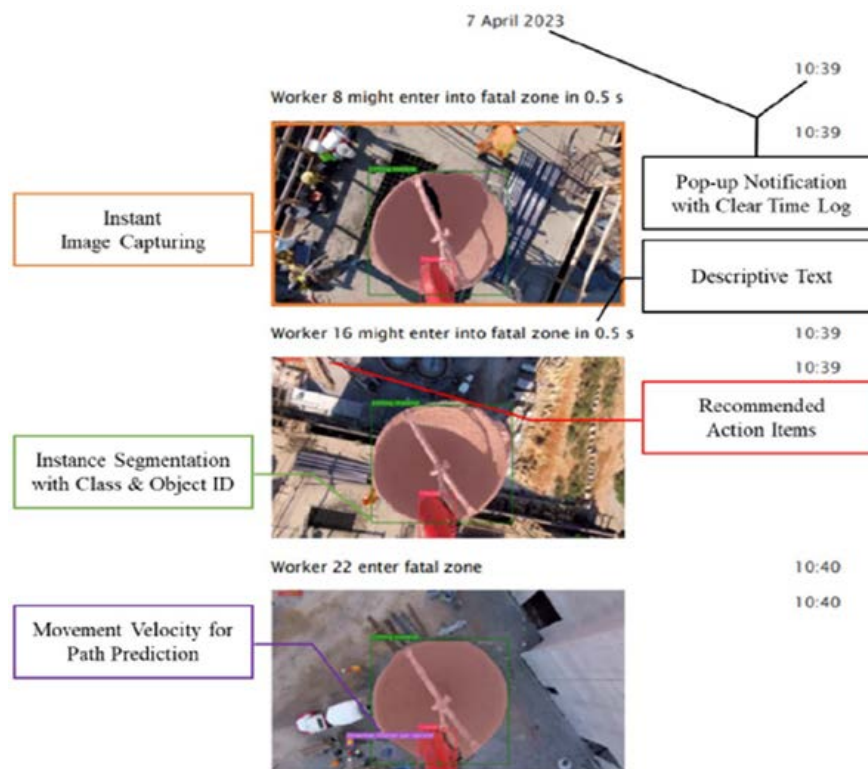 7 April 2023
10:39
Worker 8 might enter into fatal zone in 0.5 s
10:39
Pop-up Notification
with Clear Time Log
Instant
Image Capturing
Descriptive Text
Worker 16 might enter into fatal zone in 0.5 s
10:39
10:39
Recommended
Action Items
Instance Segmentation
with Class & Object ID
Worker 22 enter fatal zone
10:40
10:40
Movement Velocity for
Path Prediction